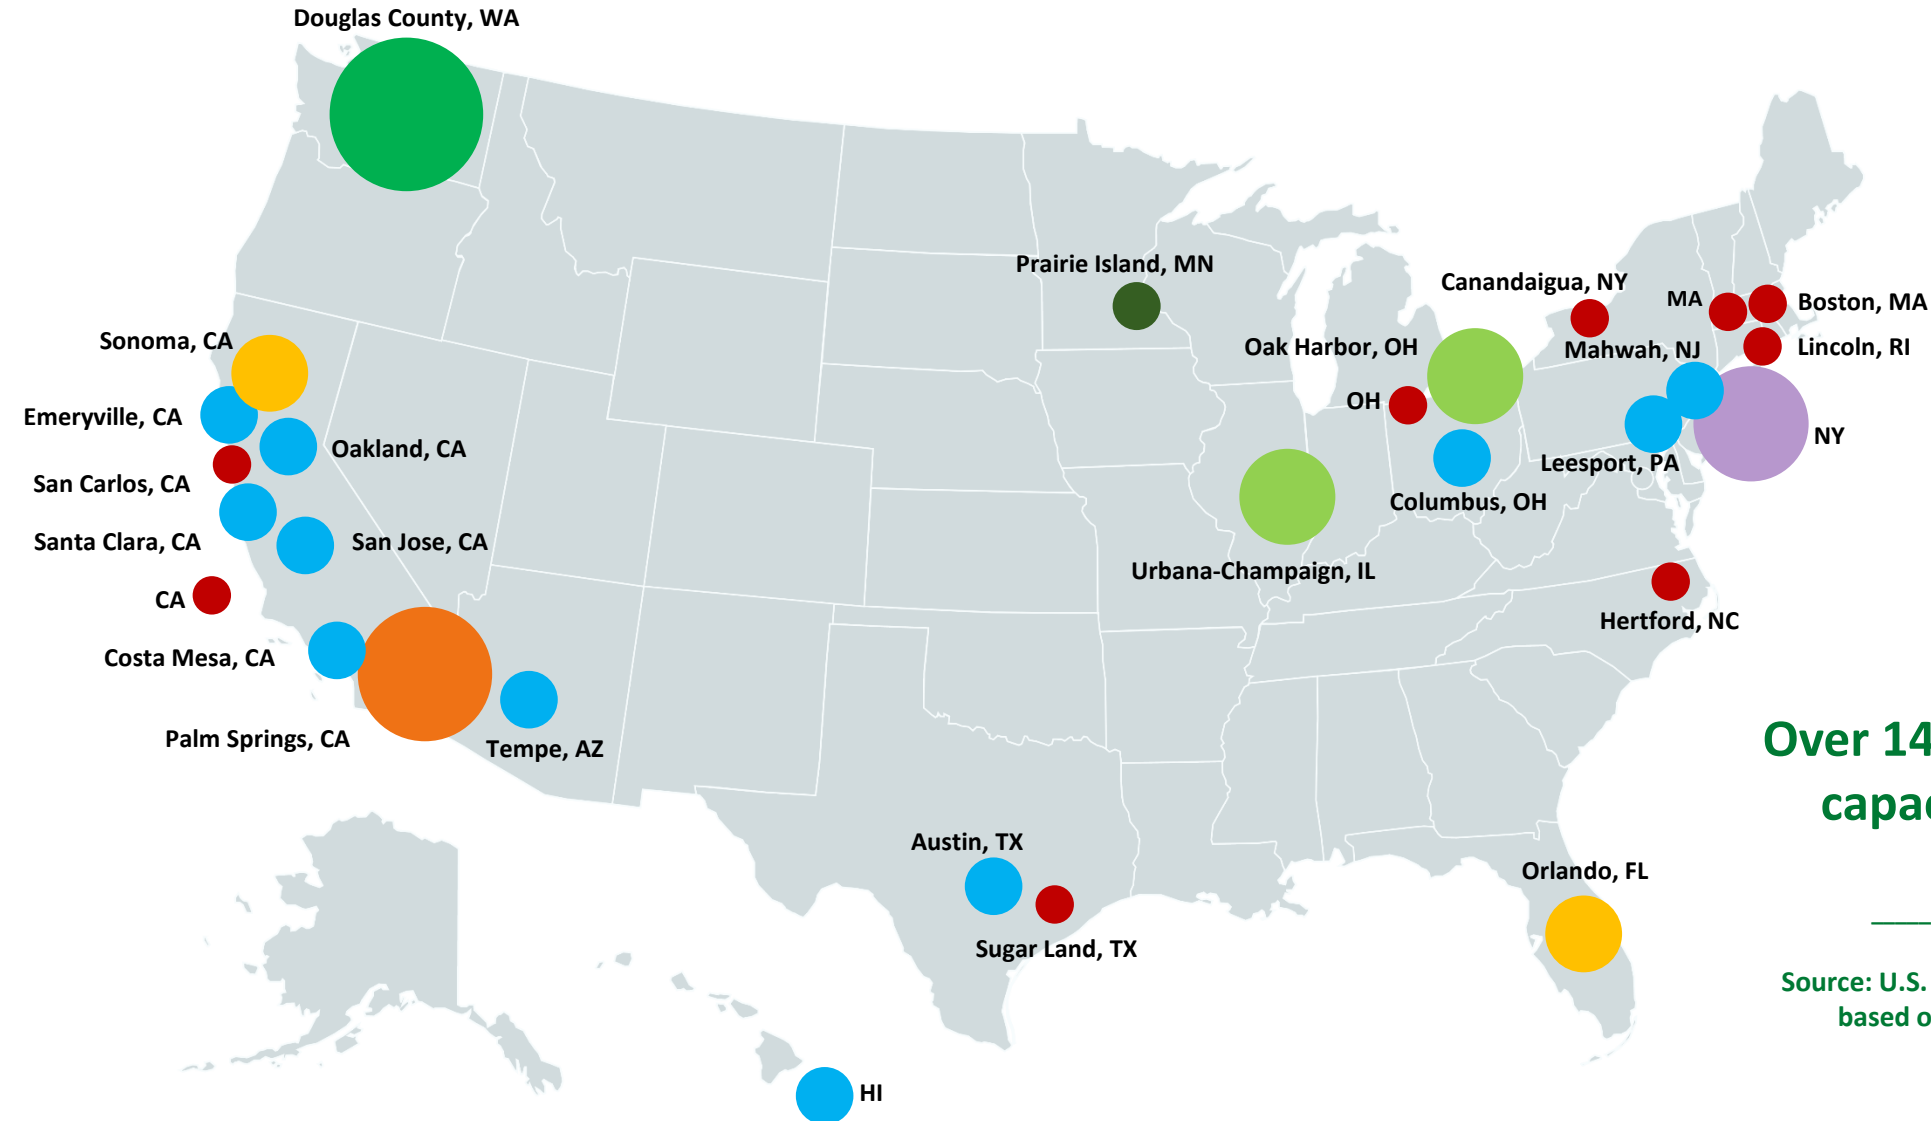 Douglas County, WA
Prairie Island, MN
Canandaigua, NY
MA
Boston, MA
Sonoma, CA
Oak Harbor, OH
Mahwah, NJ
Lincoln, RI
Emeryville, CA
OH
Oakland, CA
NY
San Carlos, CA
Leesport, PA
Columbus, OH
Santa Clara, CA
San Jose, CA
Urbana-Champaign, IL
CA
Hertford, NC
Costa Mesa, CA
Palm Springs, CA
Tempe, AZ
Over 14
capac
Austin, TX
Orlando, FL
Sugar Land, TX
Source: U.S.
based o
HI